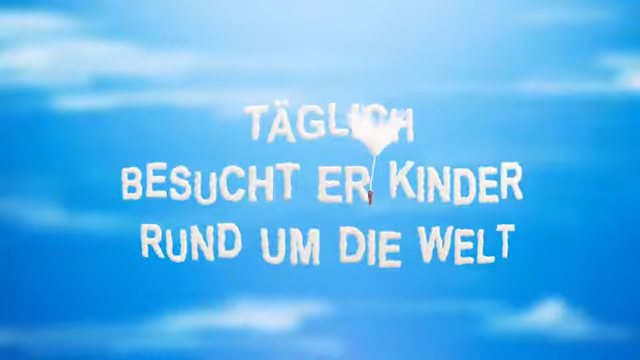 TÄGLICH
BESUCHT ER KINDER
RUND UM DIE WELT